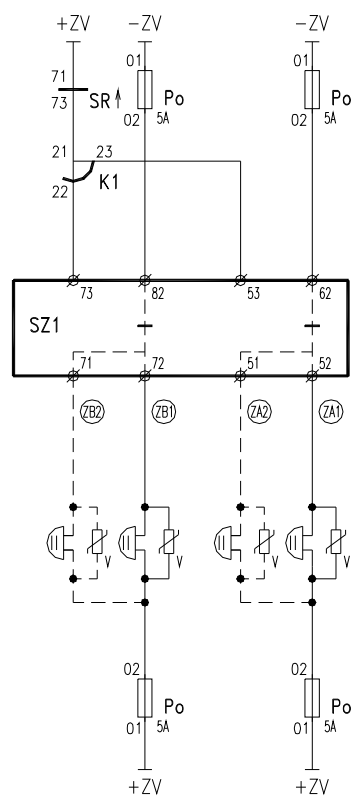 +ZV -ZV -ZV
71 01 01
73 SR Po Po
02 5A 02 5A
21 23
22 K1
73 82 53 62
SZ1
71 72 51 52
ZB2 ZB1 ZA2 ZA1
V V V V
02 02
Po Po
01 5A 01 5A
+ZV +ZV